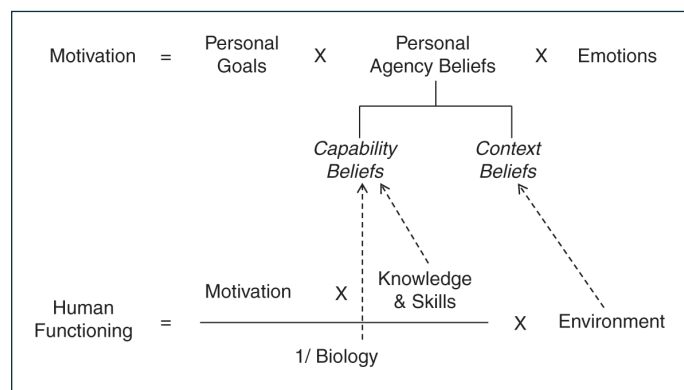 Motivation = Personal Goals X Personal Agency Beliefs X Emotions
Capability Beliefs
Context Beliefs
Human Functioning = Motivation X Knowledge & Skills
1/ Biology
X Environment